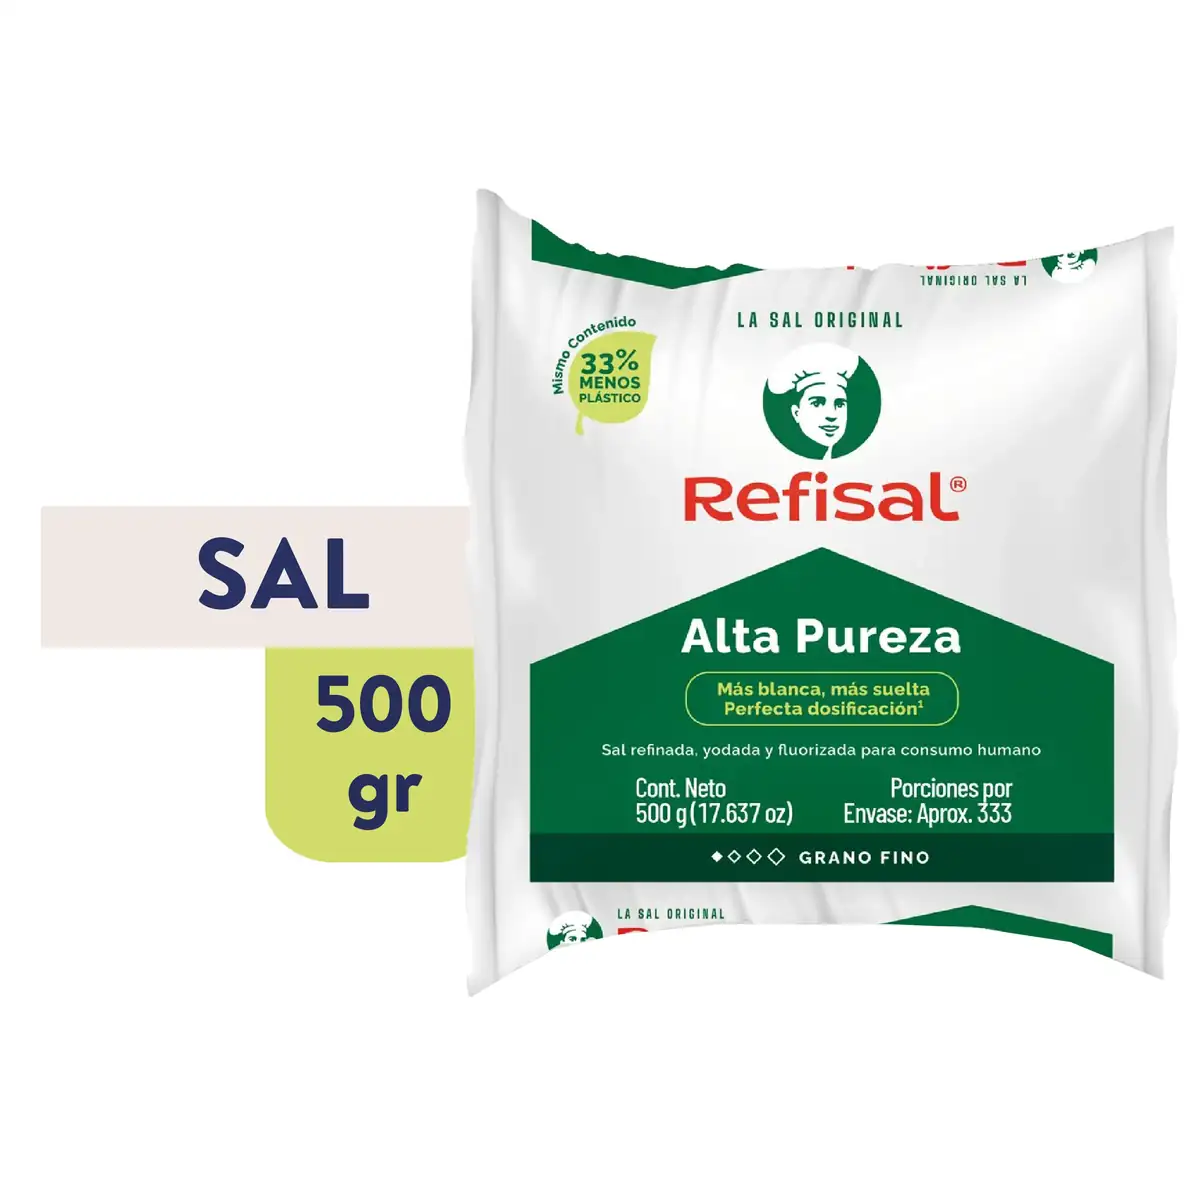 LA SAL ORIGINAL
LA SAL ORIGINAL
Mismo Contenido
33%
MENOS
PLÁSTICO
Refisal®
SAL
500
gr
Alta Pureza
Más blanca, más suelta
Perfecta dosificación¹
Sal refinada, yodada y fluorizada para consumo humano
Cont. Neto
500 g (17.637 oz)
Porciones por
Envase: Aprox. 333
GRANO FINO
LA SAL ORIGINAL